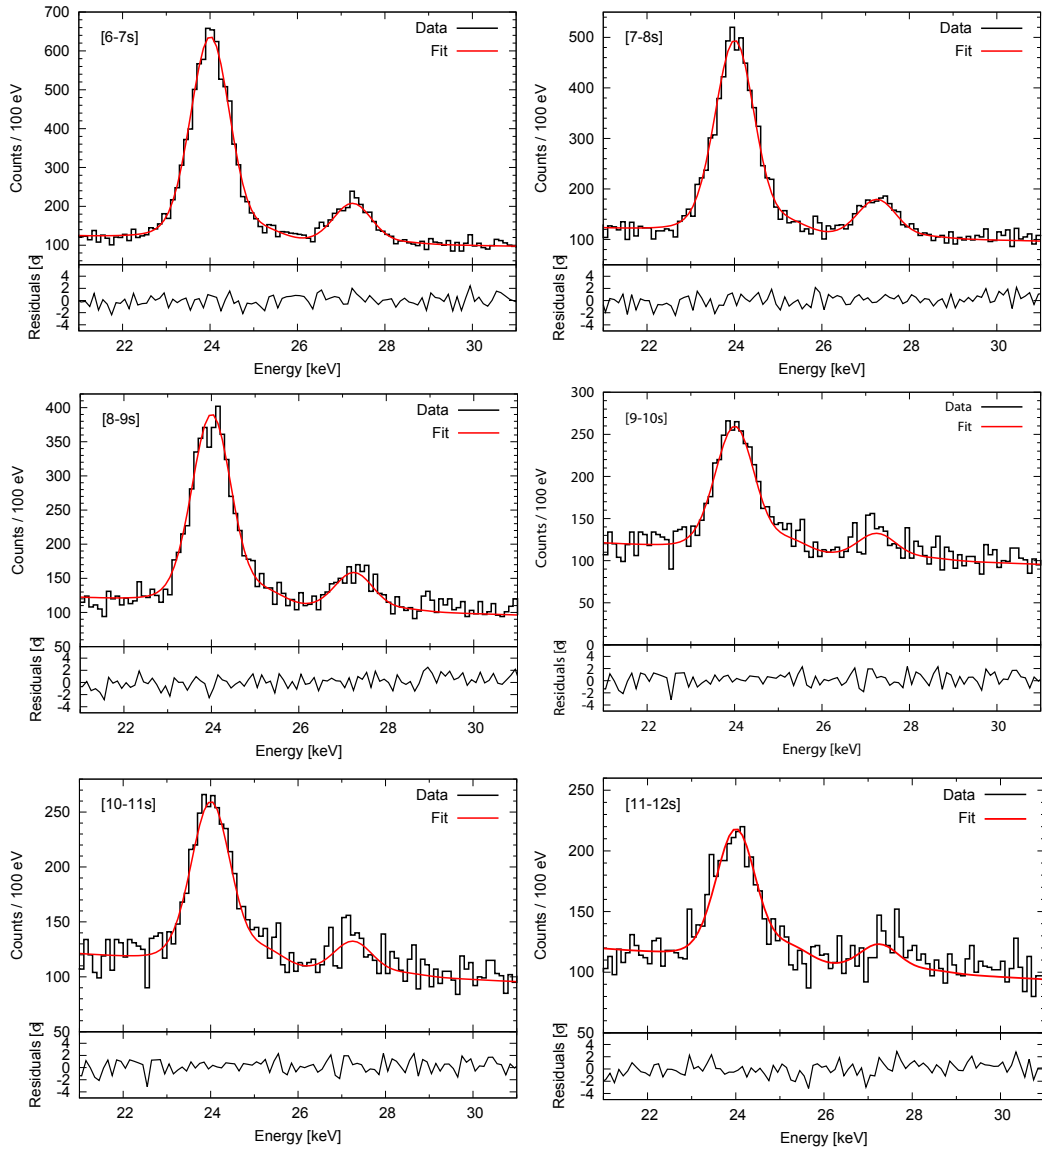 [6-7s]
Data
Fit
Counts / 100 eV
700
600
500
400
300
200
100
Residuals [σ]
4
2
0
-2
-4
22 24 26 28 30
Energy [keV]
[7-8s]
Data
Fit
Counts / 100 eV
500
400
300
200
100
Residuals [σ]
4
2
0
-2
-4
22 24 26 28 30
Energy [keV]
[8-9s]
Data
Fit
Counts / 100 eV
400
350
300
250
200
150
100
50
Residuals [σ]
4
2
0
-2
-4
22 24 26 28 30
Energy [keV]
[9-10s]
Data
Fit
Counts / 100 eV
300
250
200
150
100
50
0
Residuals [σ]
4
2
0
-2
-4
22 24 26 28 30
Energy [keV]
[10-11s]
Data
Fit
Counts / 100 eV
250
200
150
100
50
Residuals [σ]
4
2
0
-2
-4
22 24 26 28 30
Energy [keV]
[11-12s]
Data
Fit
Counts / 100 eV
250
200
150
100
50
Residuals [σ]
4
2
0
-2
-4
22 24 26 28 30
Energy [keV]